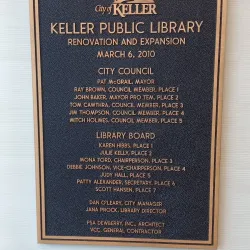 City of KELLER
KELLER PUBLIC LIBRARY
RENOVATION AND EXPANSION
MARCH 6, 2010
CITY COUNCIL
PAT McGRAIL, MAYOR
RAY BROWN, COUNCIL MEMBER, PLACE 1
JOHN BAKER, MAYOR PRO TEM, PLACE 2
TOM CAWTHRA, COUNCIL MEMBER, PLACE 3
JIM THOMPSON, COUNCIL MEMBER, PLACE 4
MITCH HOLMES, COUNCIL MEMBER, PLACE 5
LIBRARY BOARD
KAREN HIBBS, PLACE 1
JULIE KELLY, PLACE 2
MONA FORD, CHAIRPERSON, PLACE 3
DEBBIE JOHNSON, VICE-CHAIRPERSON, PLACE 4
JUDY HALL, PLACE 5
PATTY ALEXANDER, SECRETARY, PLACE 6
SCOTT HANSEN, PLACE 7
DAN O'LEARY, CITY MANAGER
JANA PROCK, LIBRARY DIRECTOR
PSA DEWBERRY, INC., ARCHITECT
VCC, GENERAL CONTRACTOR